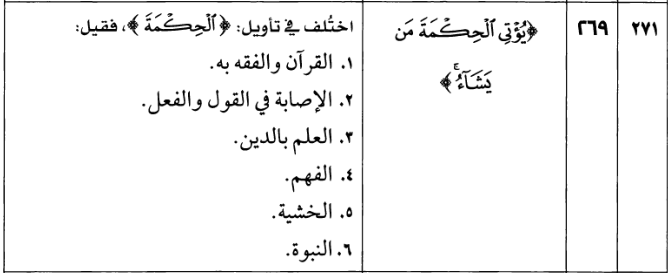 ٢٧١ ٢٦٩ ﴿يُؤْتِي ٱلْحِكْمَةَ مَن يَشَآءُۚ﴾
اختُلف في تأويل: ﴿ٱلْحِكْمَةَ﴾، فقيل:
١. القرآن والفقه به.
٢. الإصابة في القول والفعل.
٣. العلم بالدين.
٤. الفهم.
٥. الخشية.
٦. النبوة.